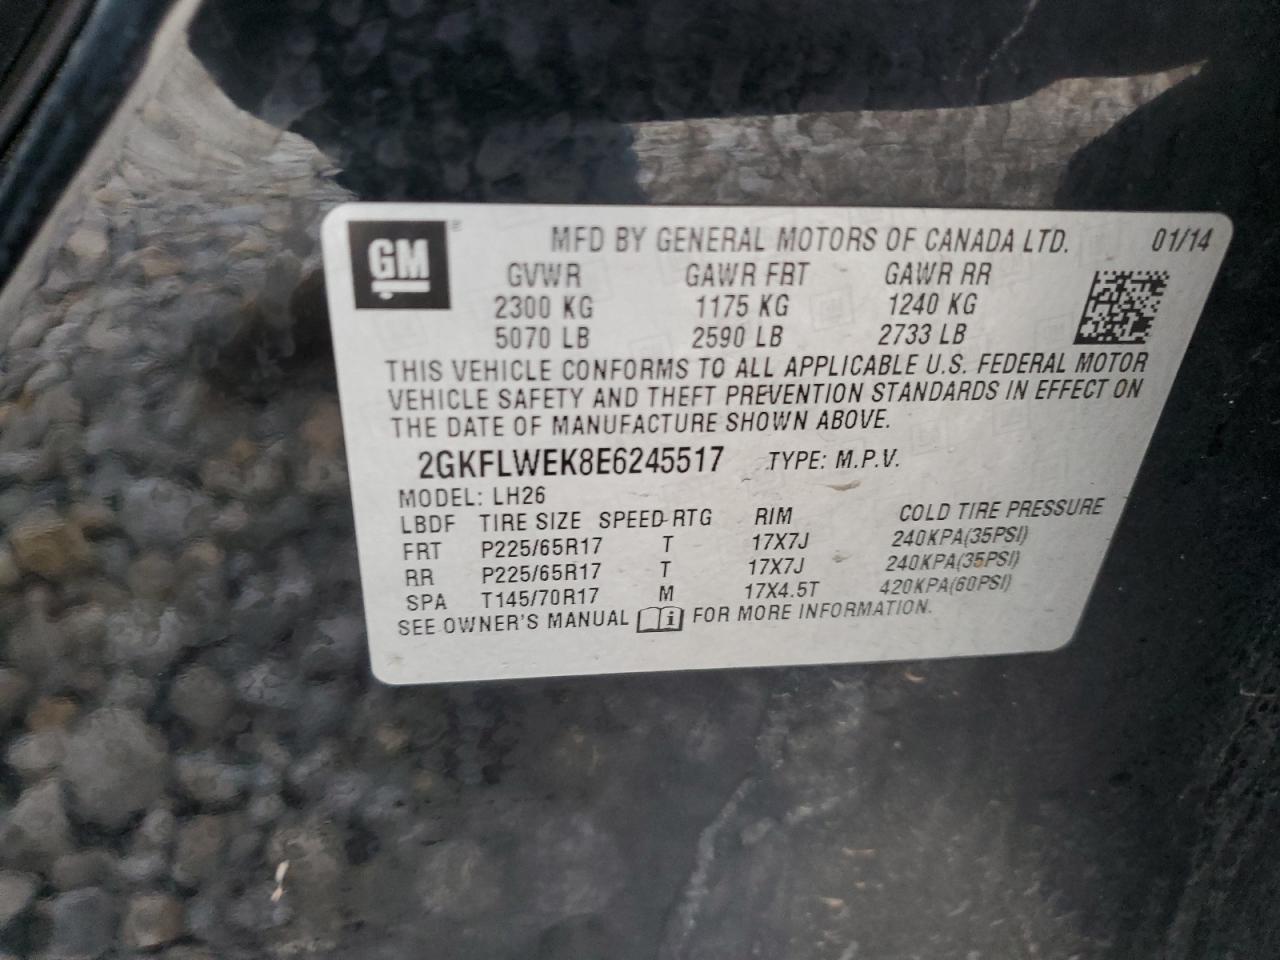 GM ® MFD BY GENERAL MOTORS OF CANADA LTD. 01/14
GVWR GAWR FRT GAWR RR
2300 KG 1175 KG 1240 KG
5070 LB 2590 LB 2733 LB
THIS VEHICLE CONFORMS TO ALL APPLICABLE U.S. FEDERAL MOTOR
VEHICLE SAFETY AND THEFT PREVENTION STANDARDS IN EFFECT ON
THE DATE OF MANUFACTURE SHOWN ABOVE.
2GKFLWEK8E6245517 TYPE: M.P.V.
MODEL: LH26
LBDF TIRE SIZE SPEED RTG RIM COLD TIRE PRESSURE
FRT P225/65R17 T 17X7J 240KPA(35PSI)
RR P225/65R17 T 17X7J 240KPA(35PSI)
SPA T145/70R17 M 17X4.5T 420KPA(60PSI)
SEE OWNER'S MANUAL i FOR MORE INFORMATION.